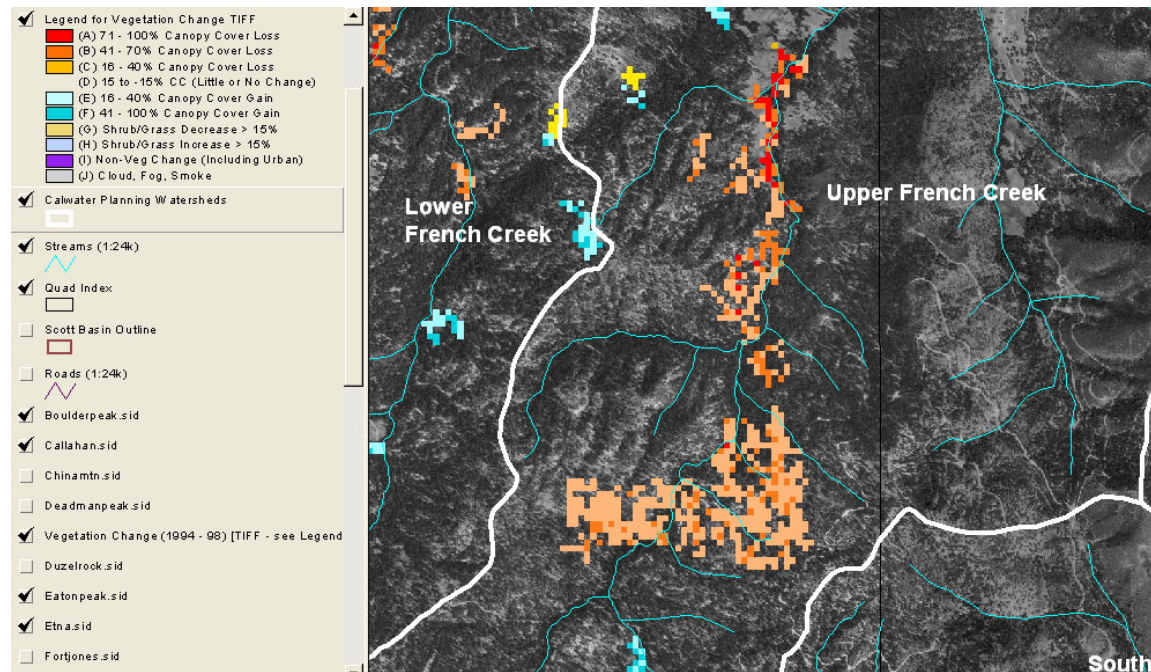 Legend for Vegetation Change TIFF
(A) 71 - 100% Canopy Cover Loss
(B) 41 - 70% Canopy Cover Loss
(C) 16 - 40% Canopy Cover Loss
(D) 15 to -15% CC (Little or No Change)
(E) 16 - 40% Canopy Cover Gain
(F) 41 - 100% Canopy Cover Gain
(G) Shrub/Grass Decrease > 15%
(H) Shrub/Grass Increase > 15%
(I) Non-Veg Change (Including Urban)
(J) Cloud, Fog, Smoke
Calwater Planning Watersheds
Streams (1:24k)
Quad Index
Scott Basin Outline
Roads (1:24k)
Boulderpeak.sid
Callahan.sid
Chinamtn.sid
Deadmanpeak.sid
Vegetation Change (1994 - 98) [TIFF - see Legend
Duzelrock.sid
Eatonpeak.sid
Etna.sid
Fortjones.sid
Lower
French Creek
Upper French Creek
South